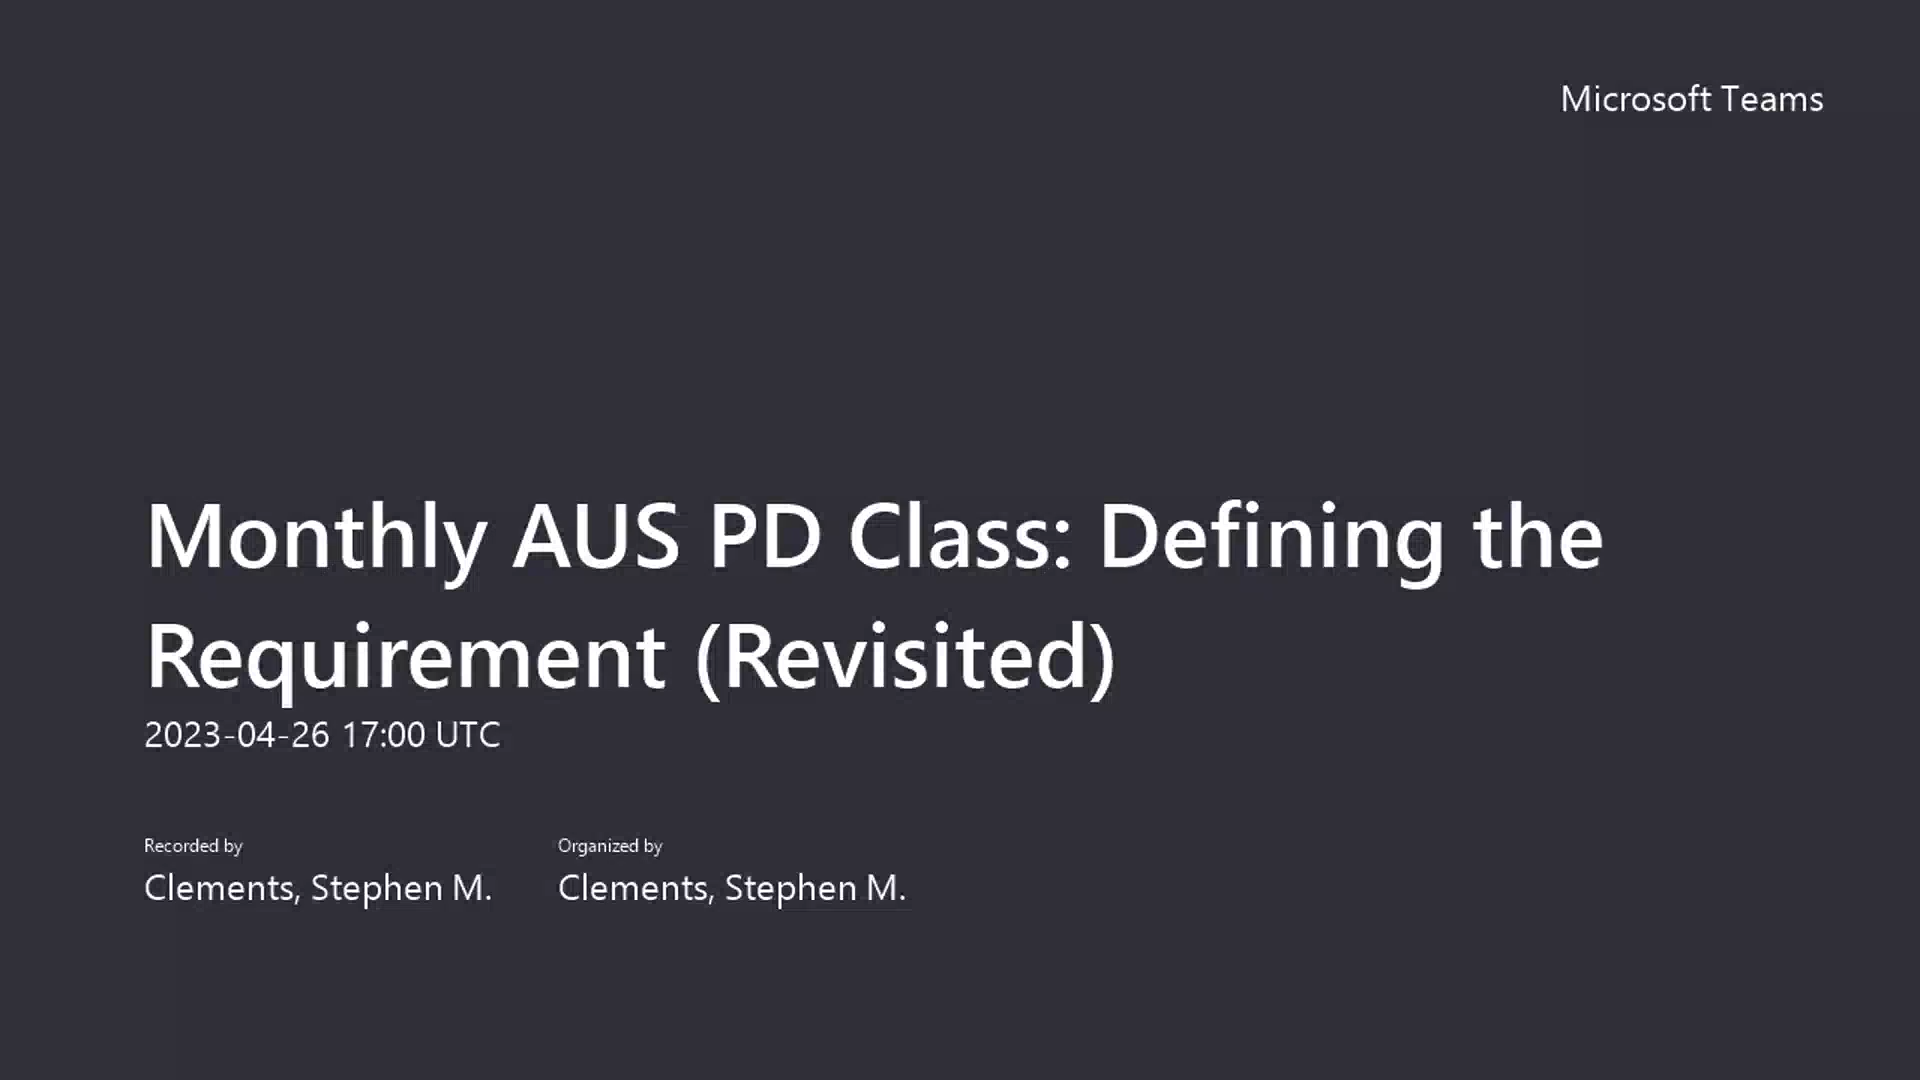 Microsoft Teams
Monthly AUS PD Class: Defining the
Requirement (Revisited)
2023-04-26 17:00 UTC
Recorded by
Clements, Stephen M.
Organized by
Clements, Stephen M.